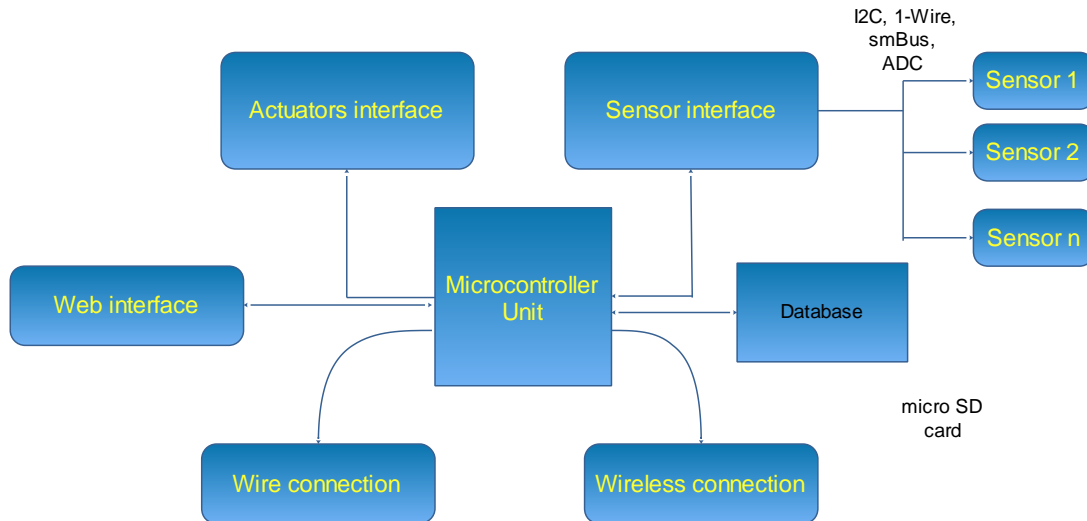 I2C, 1-Wire,
smBus,
ADC
Actuators interface
Sensor interface
Sensor 1
Sensor 2
Sensor n
Microcontroller
Unit
Web interface
Database
micro SD
card
Wire connection
Wireless connection